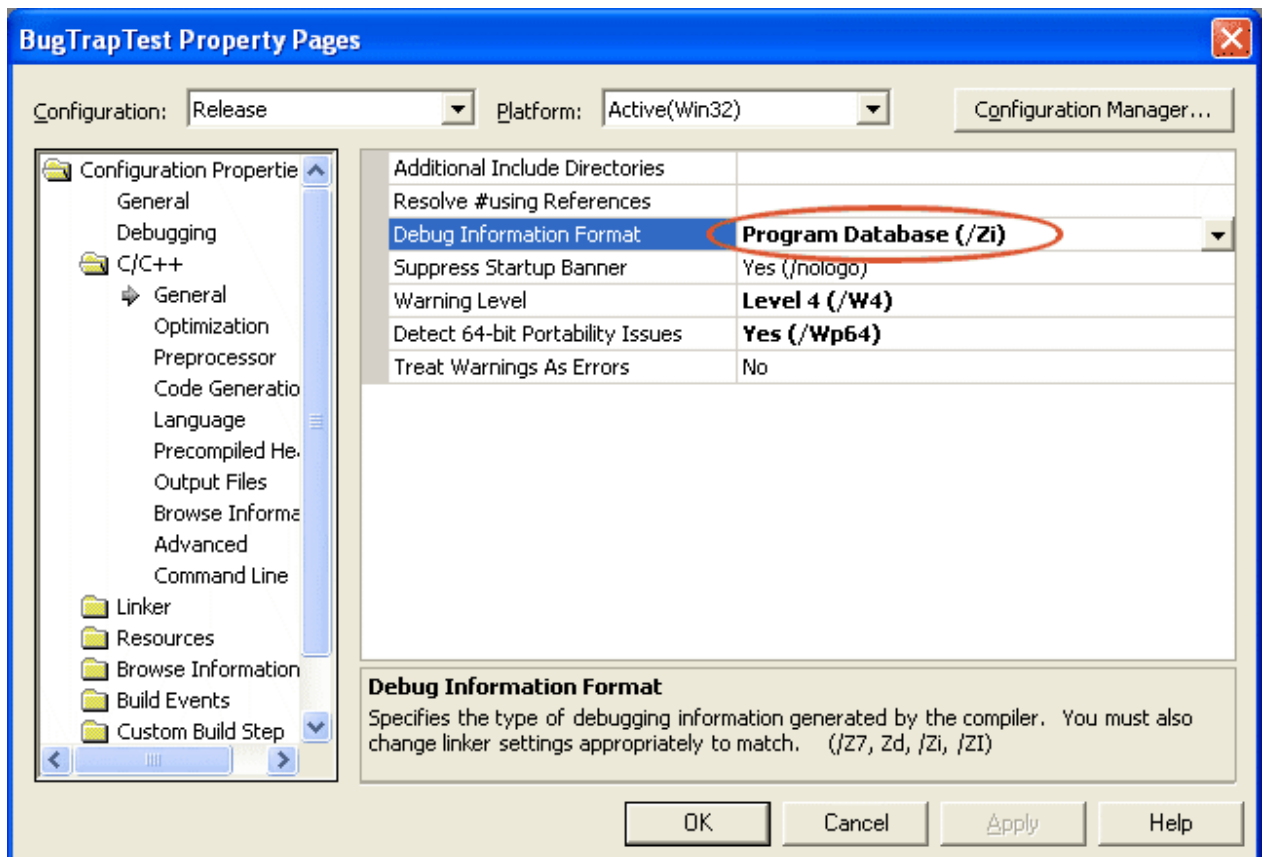 BugTrapTest Property Pages
Configuration: Release Platform: Active(Win32) Configuration Manager...
Configuration Propertie
General
Debugging
C/C++
General
Optimization
Preprocessor
Code Generatio
Language
Precompiled He
Output Files
Browse Informa
Advanced
Command Line
Linker
Resources
Browse Information
Build Events
Custom Build Step
Additional Include Directories
Resolve #using References
Debug Information Format Program Database (/Zi)
Suppress Startup Banner Yes (/nologo)
Warning Level Level 4 (/W4)
Detect 64-bit Portability Issues Yes (/Wp64)
Treat Warnings As Errors No
Debug Information Format
Specifies the type of debugging information generated by the compiler. You must also
change linker settings appropriately to match. (/Z7, Zd, /Zi, /ZI)
OK Cancel Apply Help